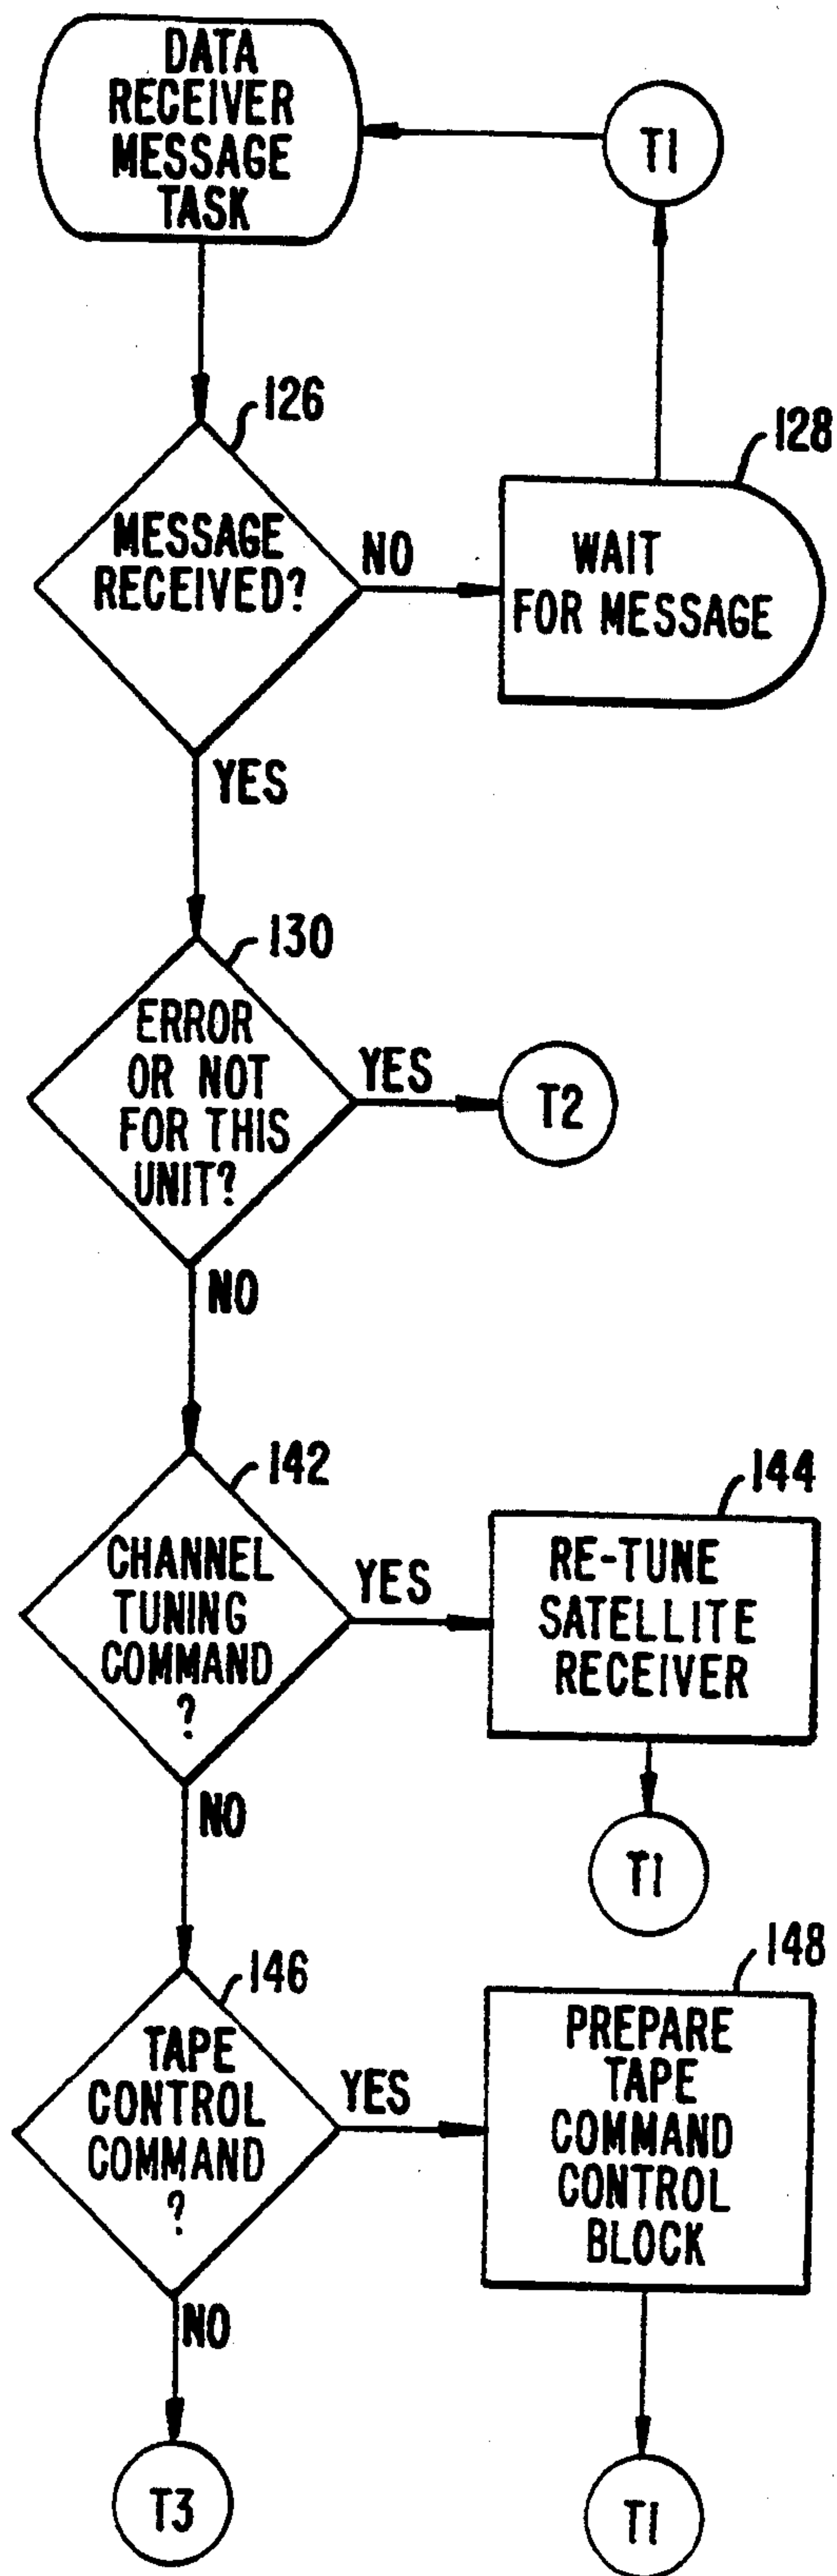 DATA
RECEIVER
MESSAGE
TASK
T1
126
MESSAGE
RECEIVED?
NO
128
WAIT
FOR MESSAGE
YES
130
ERROR
OR NOT
FOR THIS
UNIT?
YES
T2
NO
142
CHANNEL
TUNING
COMMAND
?
YES
144
RE-TUNE
SATELLITE
RECEIVER
T1
NO
146
TAPE
CONTROL
COMMAND
?
YES
148
PREPARE
TAPE
COMMAND
CONTROL
BLOCK
NO
T3
T1